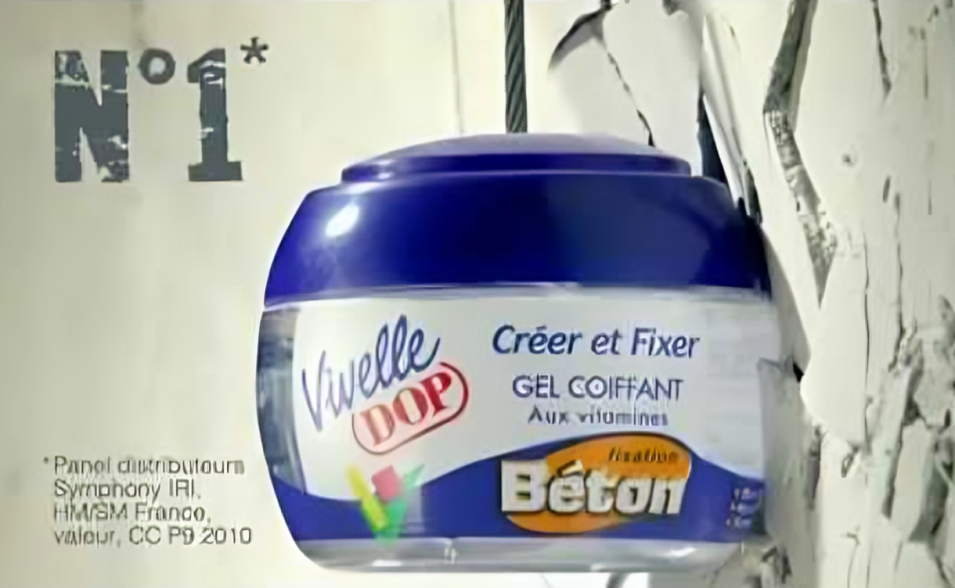 N°1*
Vivelle
DOP
Créer et Fixer
GEL COIFFANT
Aux vitamines
fixation
Béton
*Panel distributeurs
Symphony IRI,
HM/SM France,
valeur, CC P9 2010